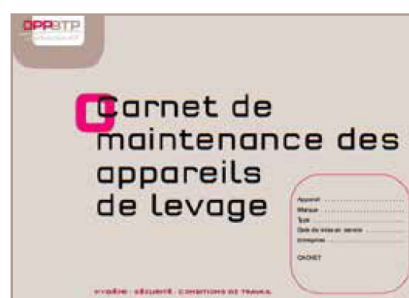 OPPBTP
Carnet de
maintenance des
appareils
de levage
Appareil
Marque
Type
Date de mise en service
Entreprise
CACHET
HYGIÈNE - SÉCURITÉ - CONDITIONS DE TRAVAIL